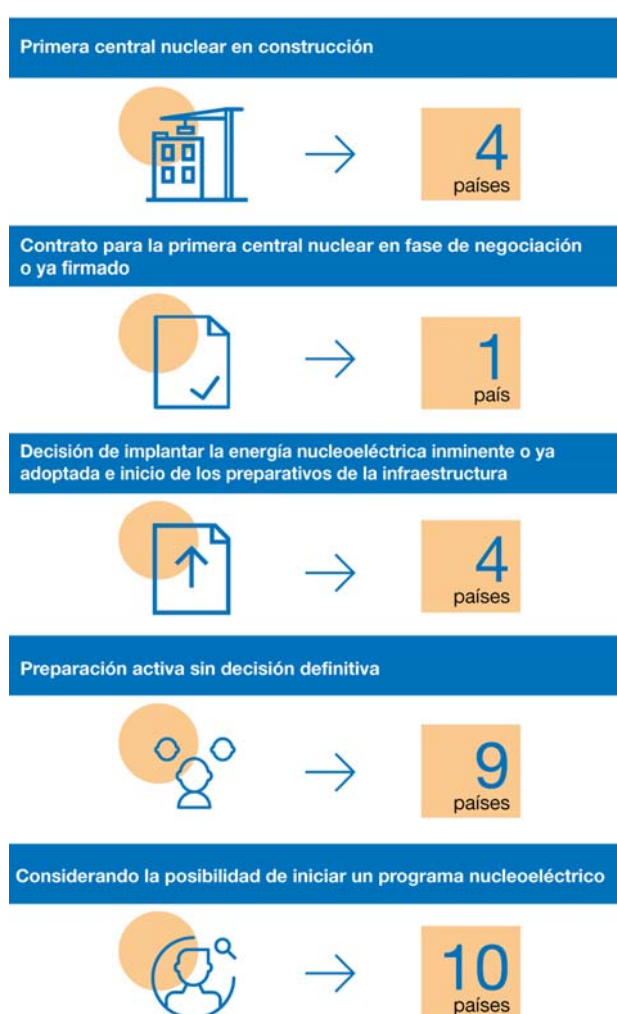 Primera central nuclear en construcción
4
países
Contrato para la primera central nuclear en fase de negociación
o ya firmado
1
país
Decisión de implantar la energía nucleoeléctrica inminente o ya
adoptada e inicio de los preparativos de la infraestructura
4
países
Preparación activa sin decisión definitiva
9
países
Considerando la posibilidad de iniciar un programa nucleoeléctrico
10
países